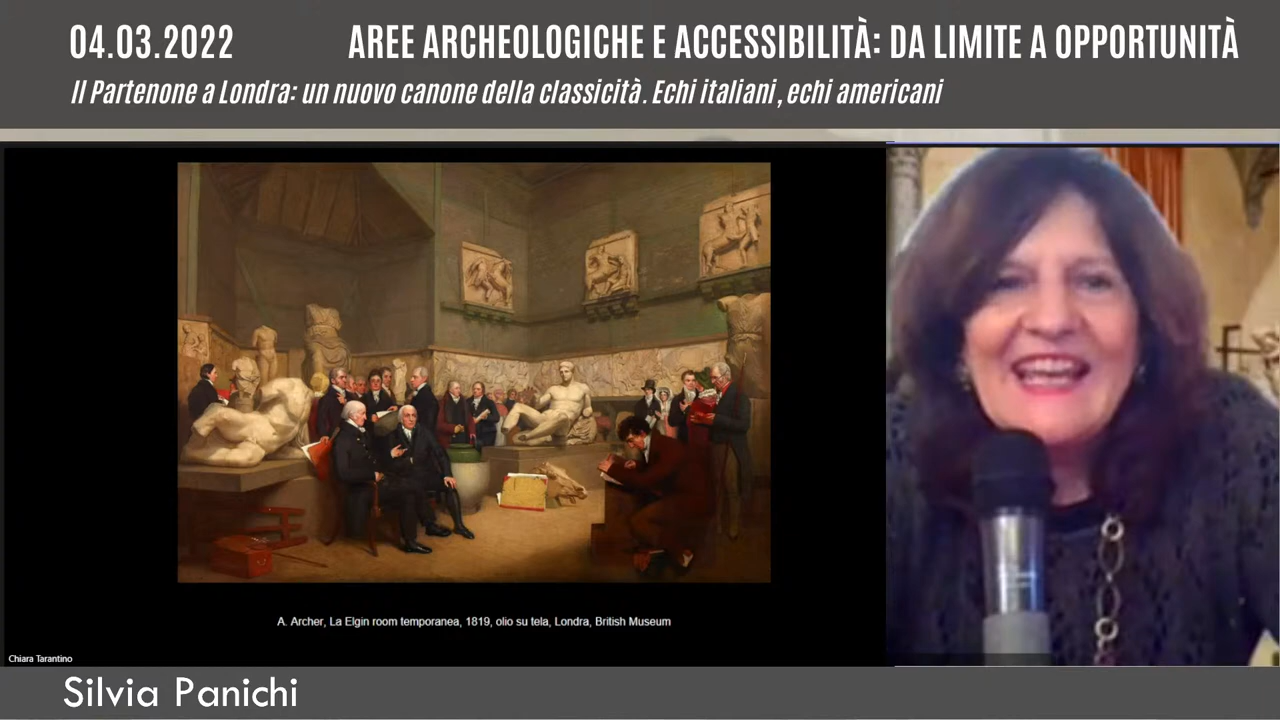 04.03.2022 AREE ARCHEOLOGICHE E ACCESSIBILITÀ: DA LIMITE A OPPORTUNITÀ
Il Partenone a Londra: un nuovo canone della classicità. Echi italiani, echi americani
A. Archer, La Elgin room temporanea, 1819, olio su tela, Londra, British Museum
Chiara Tarantino
Silvia Panichi